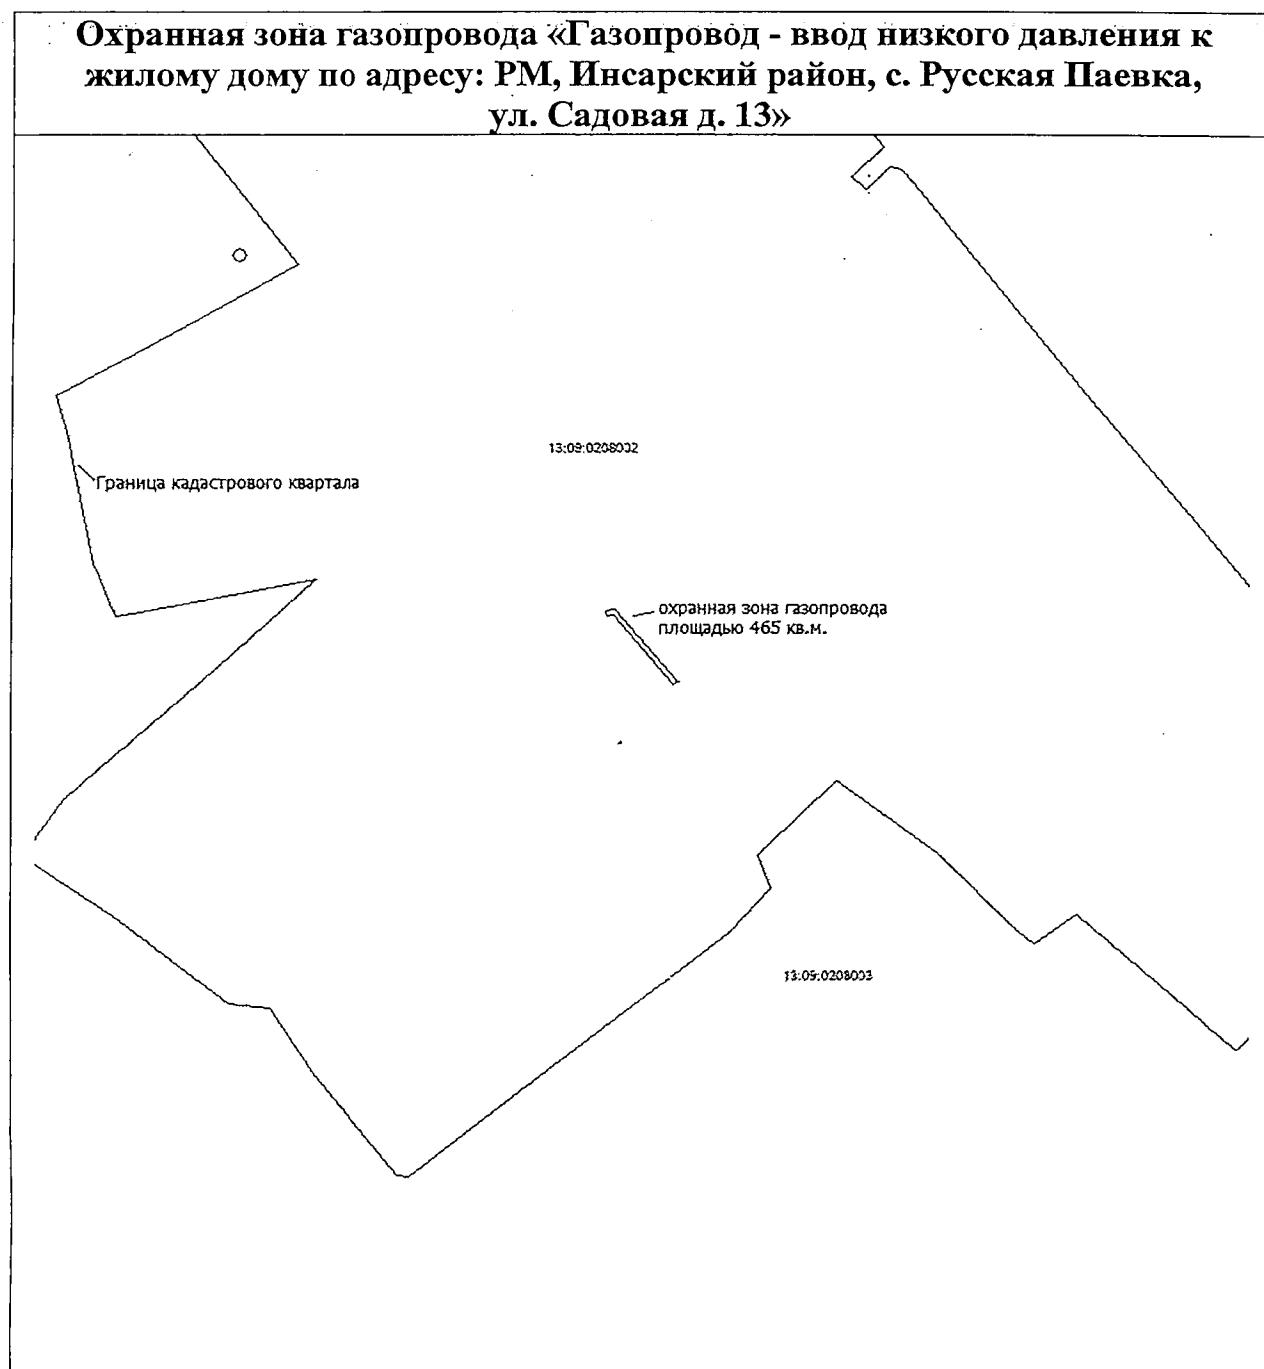 Охранная зона газопровода «Газопровод - ввод низкого давления к
жилому дому по адресу: РМ, Инсарский район, с. Русская Паевка,
ул. Садовая д. 13»
13:09:0208002
Граница кадастрового квартала
охранная зона газопровода
площадью 465 кв.м.
13:09:0208003